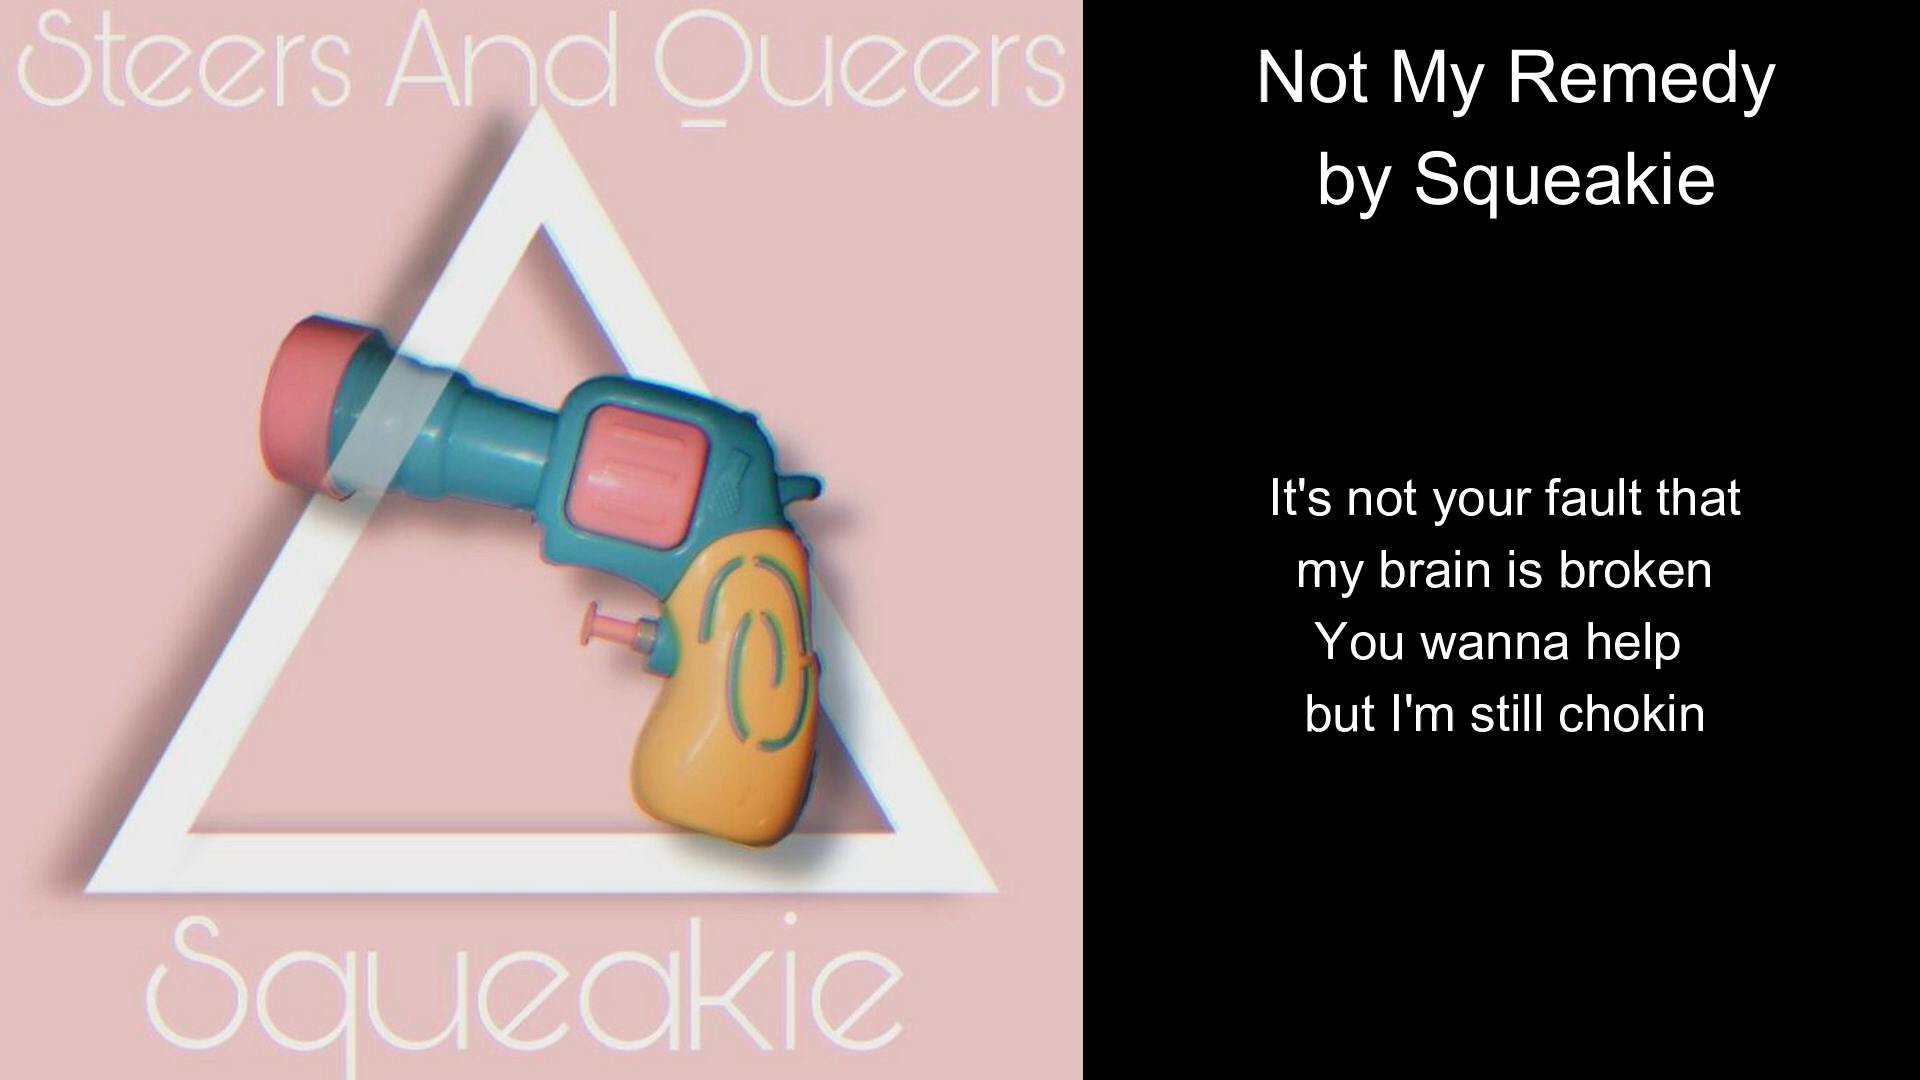 Steers And Queers
Squeakie
Not My Remedy
by Squeakie
It's not your fault that
my brain is broken
You wanna help
but I'm still chokin